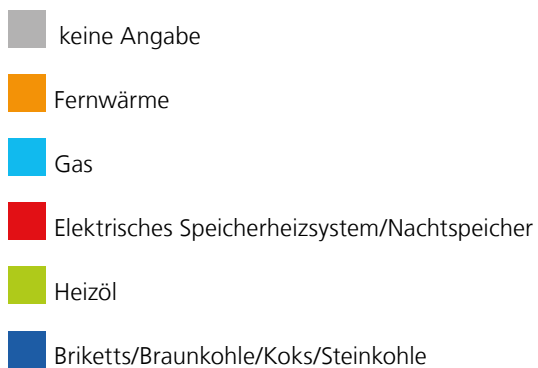 keine Angabe
Fernwärme
Gas
Elektrisches Speicherheizsystem/Nachtspeicher
Heizöl
Briketts/Braunkohle/Koks/Steinkohle